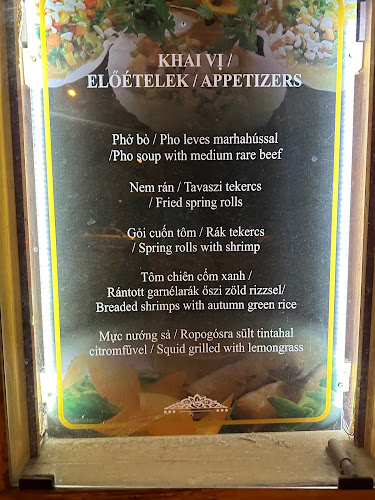 KHAI VỊ /
ELŐÉTELEK / APPETIZERS
Phở bò / Pho leves marhahússal
/Pho soup with medium rare beef
Nem rán / Tavaszi tekercs
/ Fried spring rolls
Gỏi cuốn tôm / Rák tekercs
/ Spring rolls with shrimp
Tôm chiên cốm xanh /
Rántott garnélarák őszi zöld rizzsel/
Breaded shrimps with autumn green rice
Mực nướng sả / Ropogósra sült tintahal
citromfűvel / Squid grilled with lemongrass